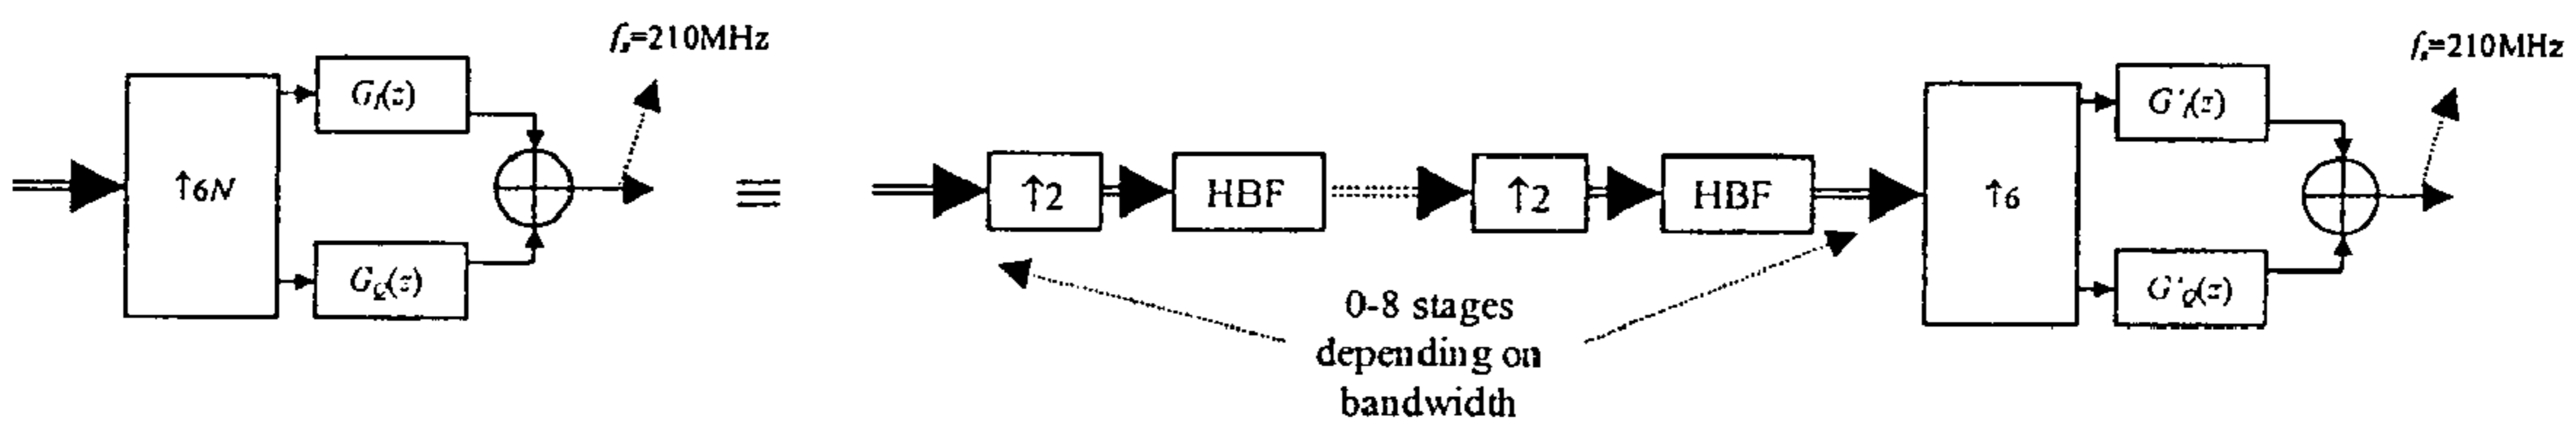 fs=210MHz
GI(z)
↑6N
GQ(z)
≡
↑2
HBF
↑2
HBF
0-8 stages
depending on
bandwidth
↑6
fs=210MHz
G'I(z)
G'Q(z)